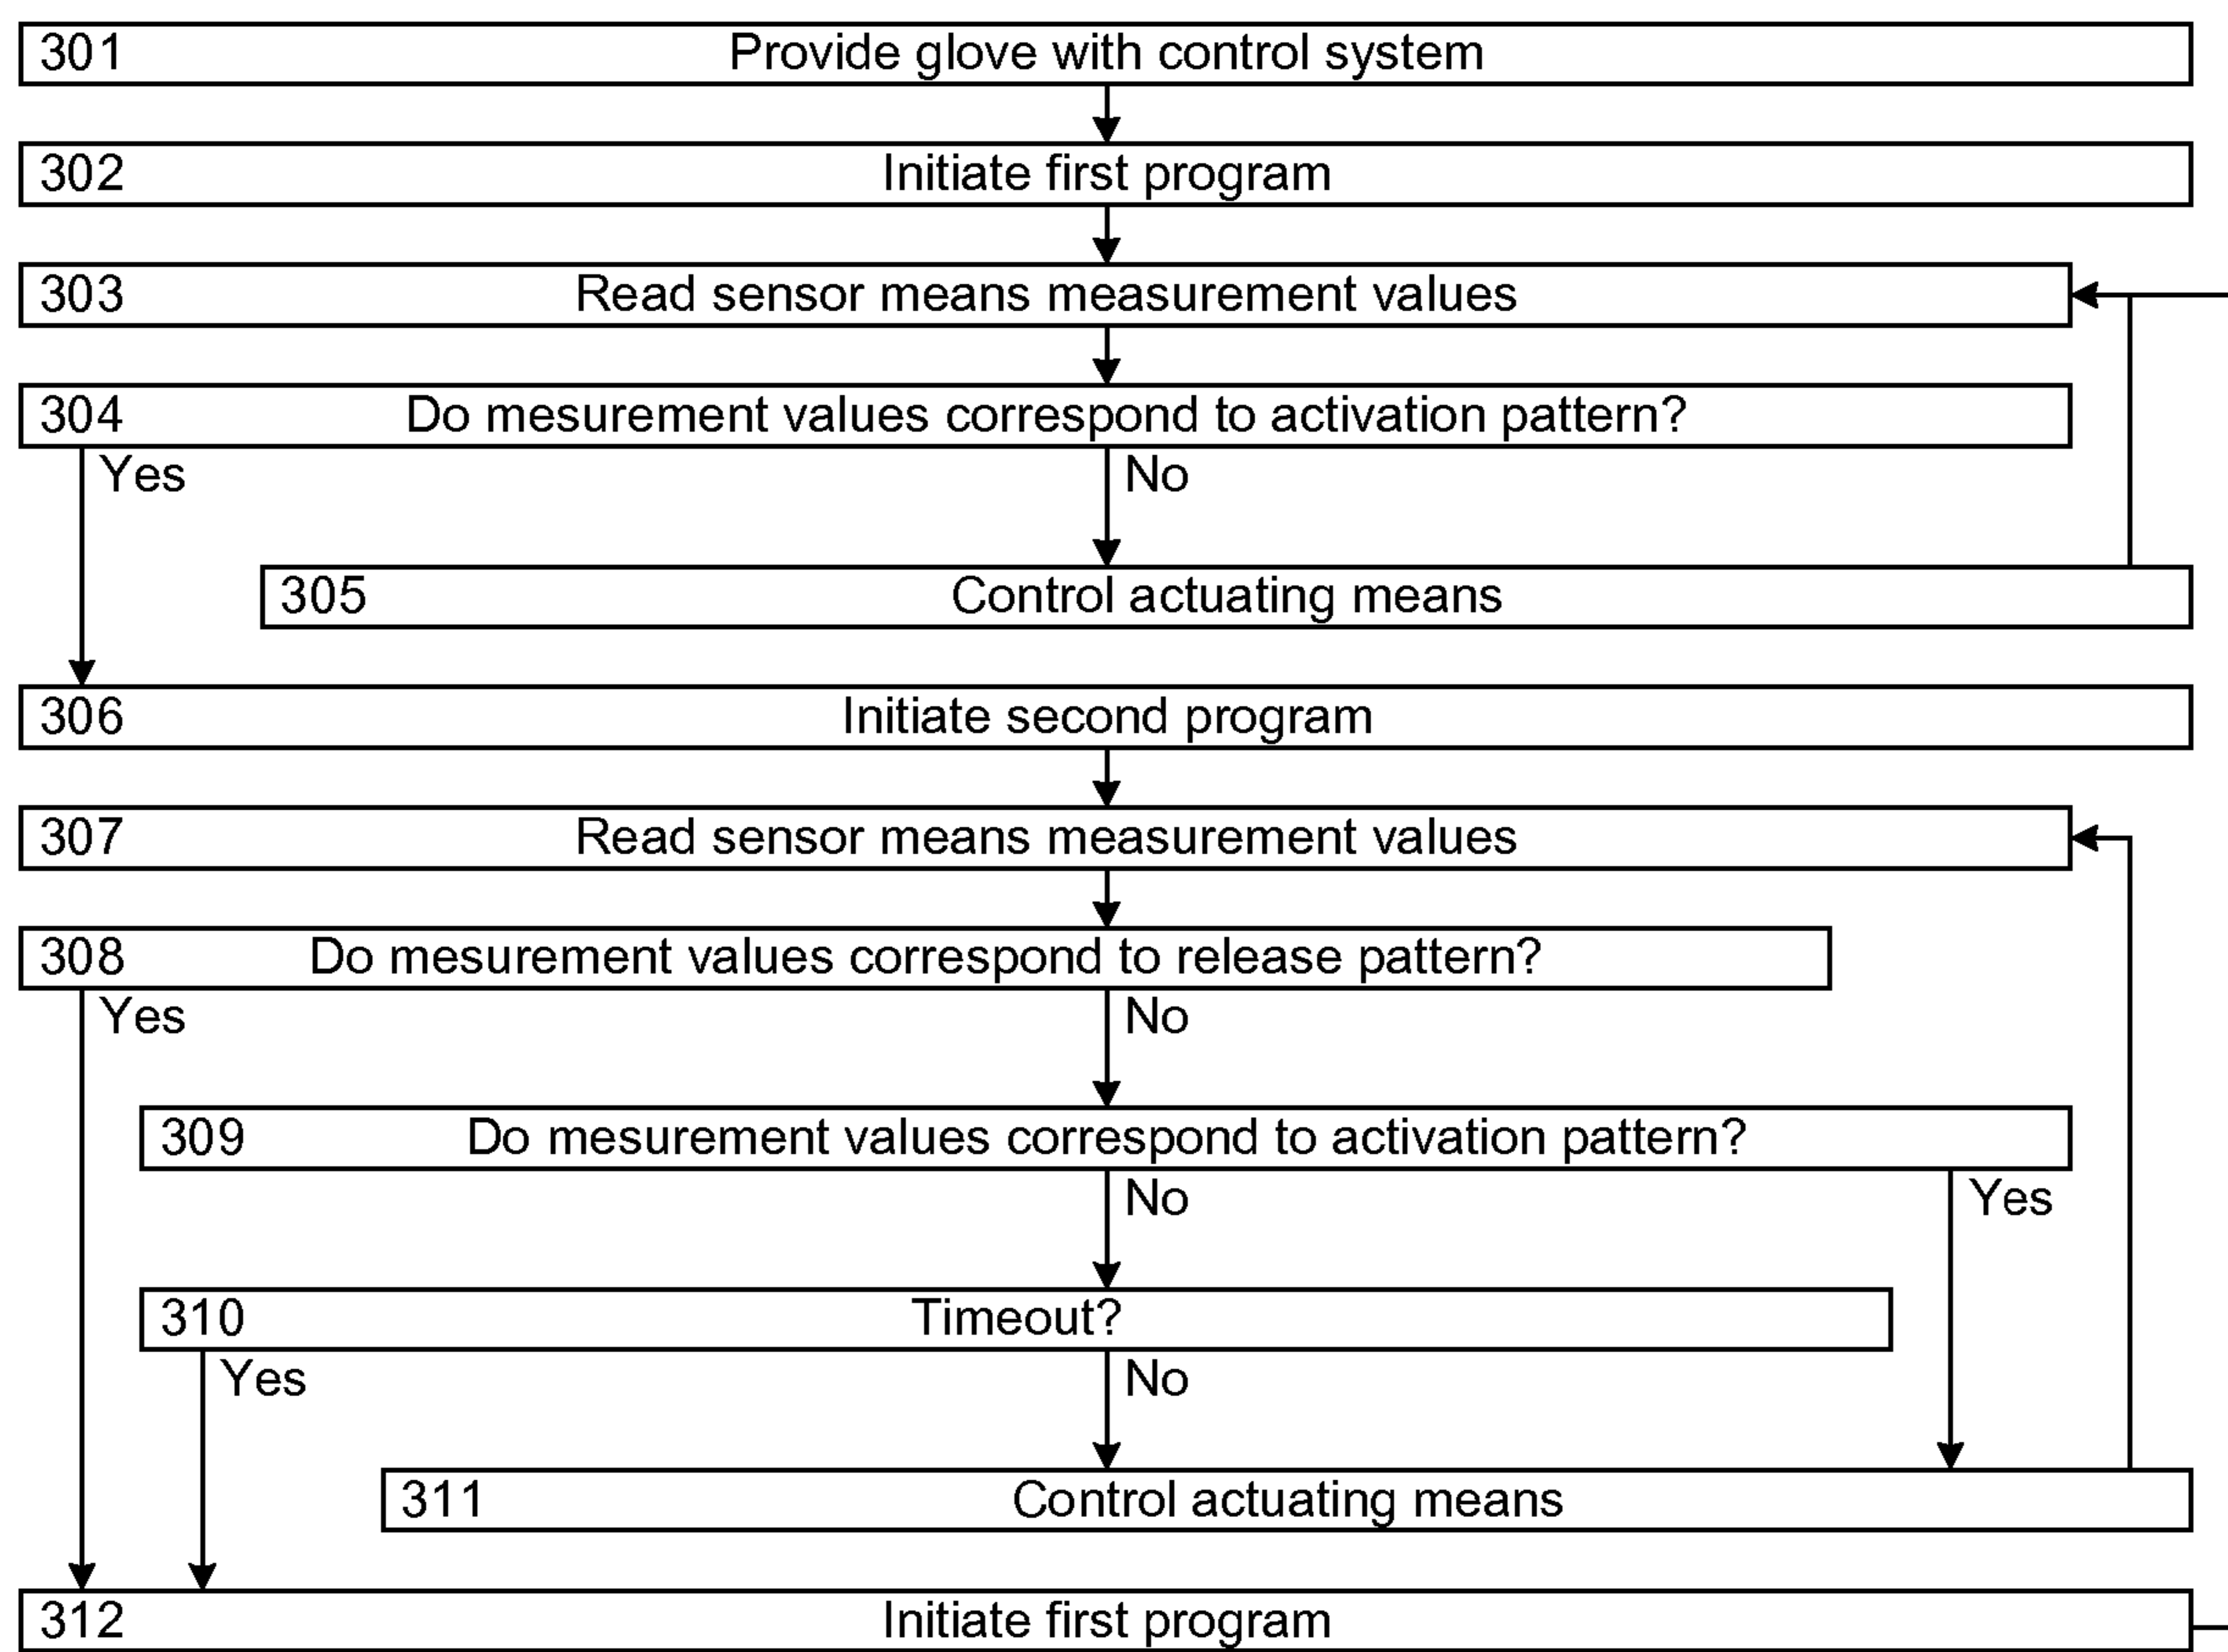 301 Provide glove with control system
302 Initiate first program
303 Read sensor means measurement values
304 Do mesurement values correspond to activation pattern?
Yes No
305 Control actuating means
306 Initiate second program
307 Read sensor means measurement values
308 Do mesurement values correspond to release pattern?
Yes No
309 Do mesurement values correspond to activation pattern?
No Yes
310 Timeout?
Yes No
311 Control actuating means
312 Initiate first program